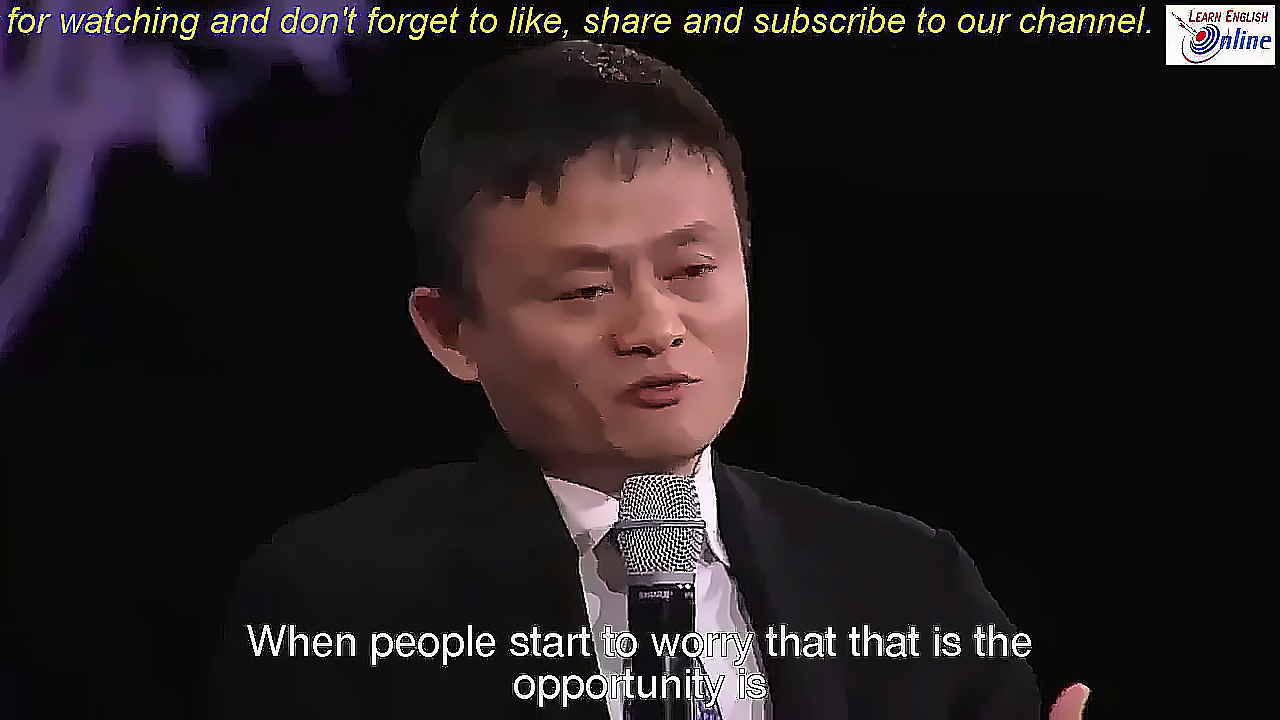 for watching and don't forget to like, share and subscribe to our channel.
LEARN ENGLISH
Online
When people start to worry that that is the
opportunity is